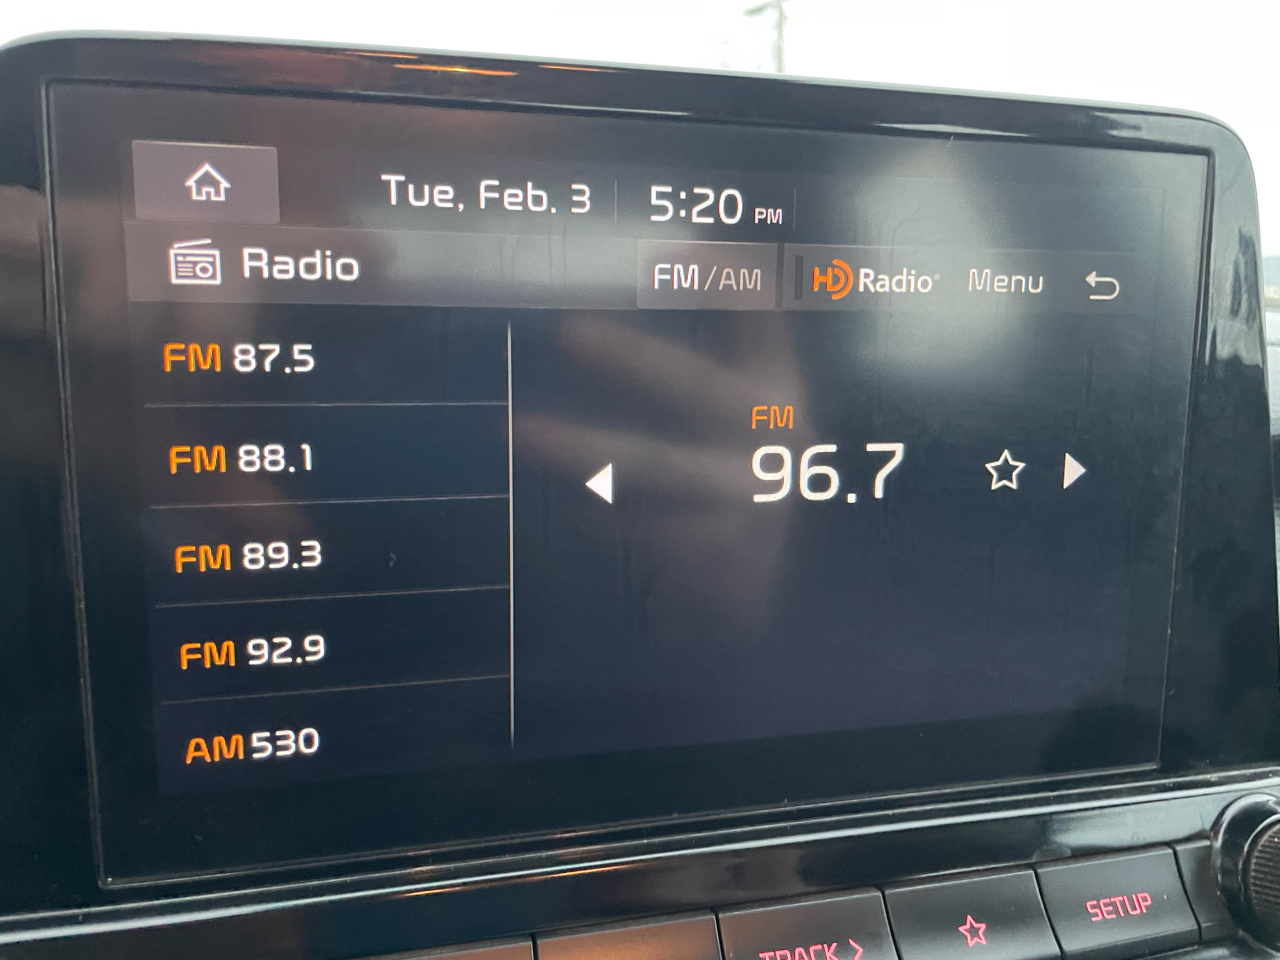 Tue, Feb. 3 5:20 PM
Radio FM/AM HD Radio® Menu
FM 87.5
FM 88.1
FM 89.3
FM 92.9
AM 530
FM
96.7
TRACK >
SETUP